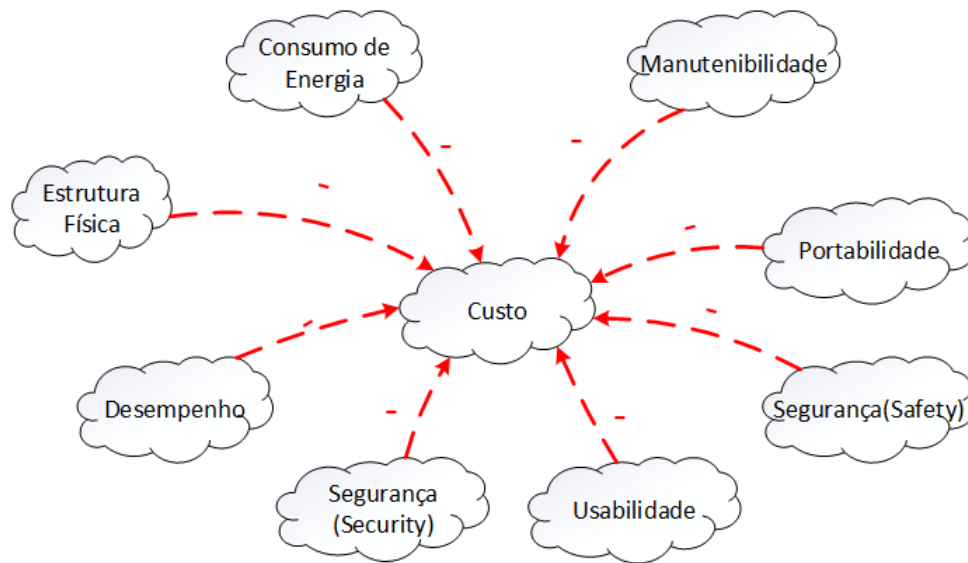 Consumo de
Energia
Manutenibilidade
-
-
Estrutura
Física
-
-
Portabilidade
Custo
-
-
Desempenho
Segurança(Safety)
-
-
Segurança
(Security)
Usabilidade